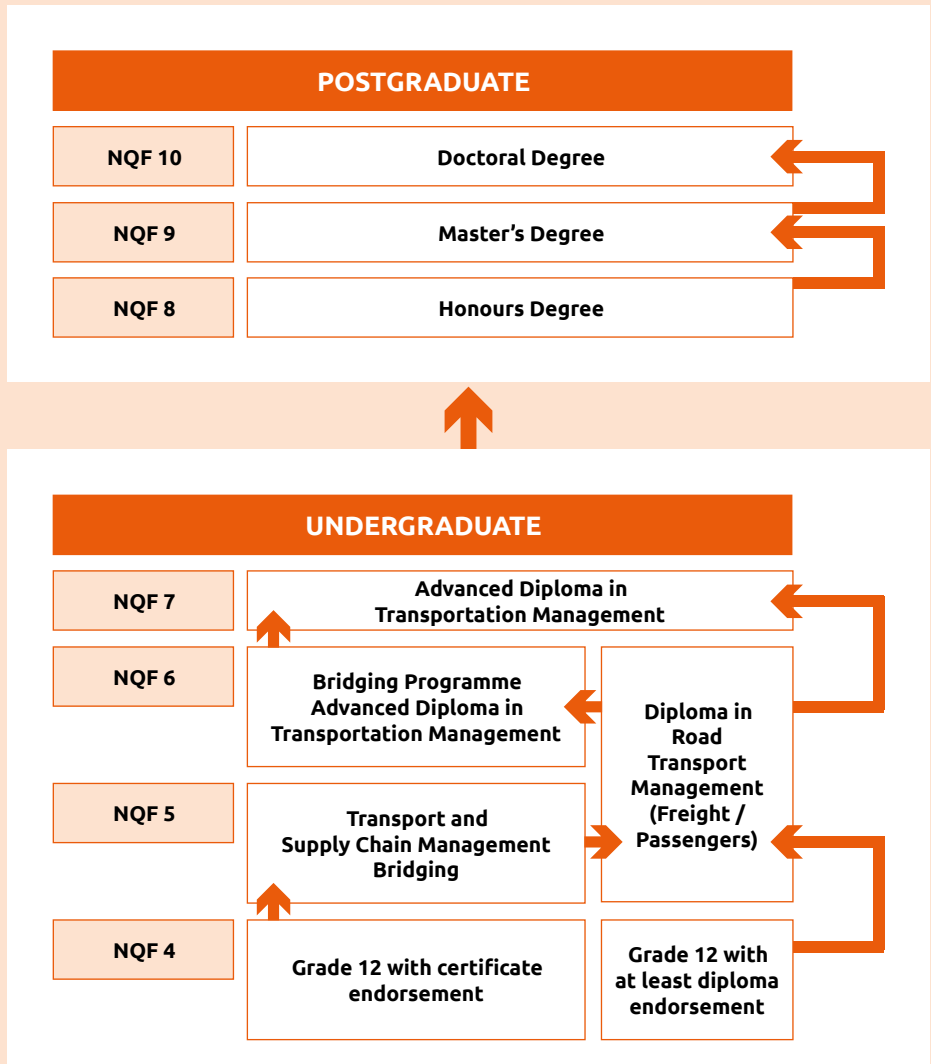 POSTGRADUATE
NQF 10
Doctoral Degree
NQF 9
Master’s Degree
NQF 8
Honours Degree
UNDERGRADUATE
NQF 7
Advanced Diploma in
Transportation Management
NQF 6
Bridging Programme
Advanced Diploma in
Transportation Management
Diploma in
Road
Transport
Management
(Freight /
Passengers)
NQF 5
Transport and
Supply Chain Management
Bridging
NQF 4
Grade 12 with certificate
endorsement
Grade 12 with
at least diploma
endorsement